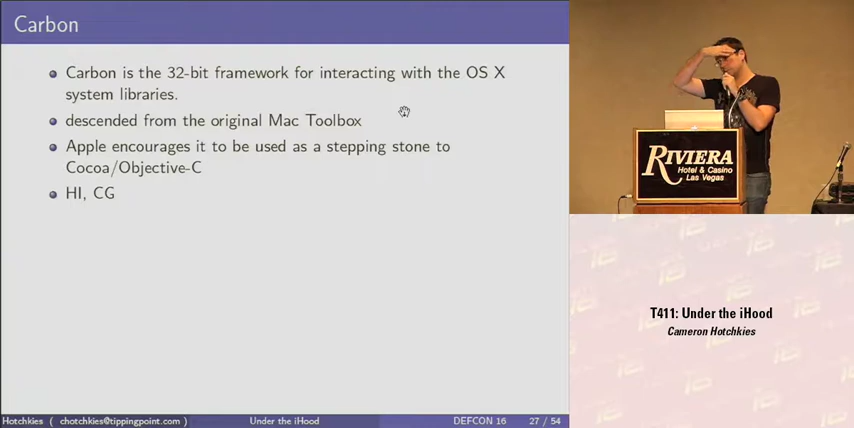 Carbon
Carbon is the 32-bit framework for interacting with the OS X
system libraries.
descended from the original Mac Toolbox
Apple encourages it to be used as a stepping stone to
Cocoa/Objective-C
HI, CG
Hotchkies ( chotchkies@tippingpoint.com )
Under the iHood
DEFCON 16
27 / 54
RIVIERA
Hotel & Casino
Las Vegas
T411: Under the iHood
Cameron Hotchkies